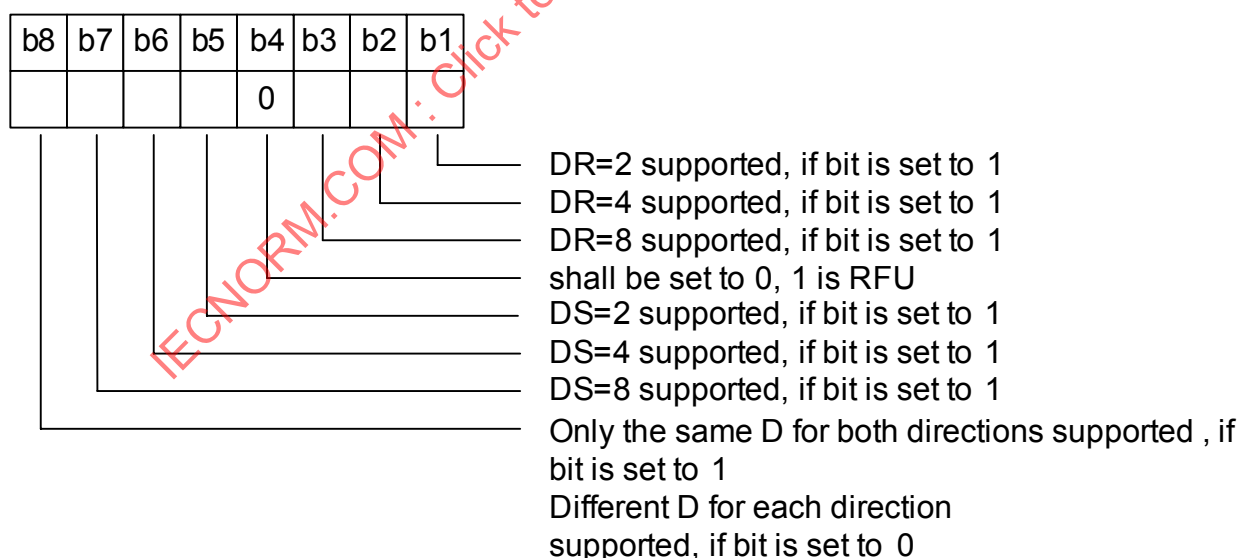 b8 b7 b6 b5 b4 b3 b2 b1
0
IECNORM.COM : Click to
DR=2 supported, if bit is set to 1
DR=4 supported, if bit is set to 1
DR=8 supported, if bit is set to 1
shall be set to 0, 1 is RFU
DS=2 supported, if bit is set to 1
DS=4 supported, if bit is set to 1
DS=8 supported, if bit is set to 1
Only the same D for both directions supported , if
bit is set to 1
Different D for each direction
supported, if bit is set to 0